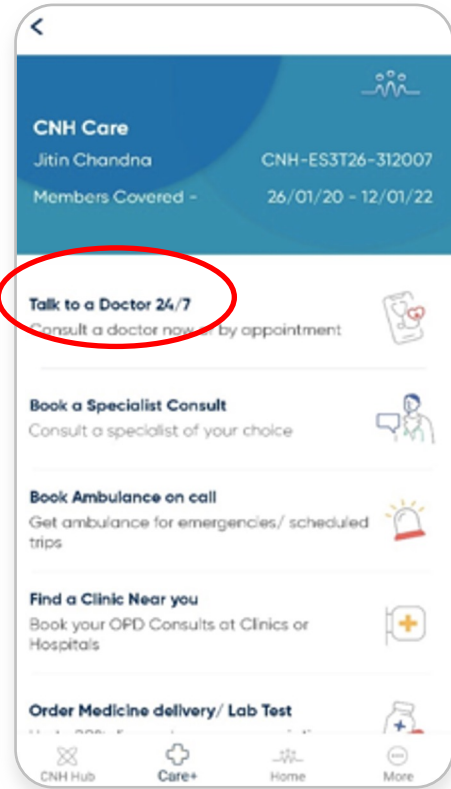 CNH Care
Jitin Chandna CNH-ES3T26-312007
Members Covered - 26/01/20 - 12/01/22
Talk to a Doctor 24/7
Consult a doctor now or by appointment
Book a Specialist Consult
Consult a specialist of your choice
Book Ambulance on call
Get ambulance for emergencies/ scheduled
trips
Find a Clinic Near you
Book your OPD Consults at Clinics or
Hospitals
Order Medicine delivery/ Lab Test
CNH Hub Care+ Home More